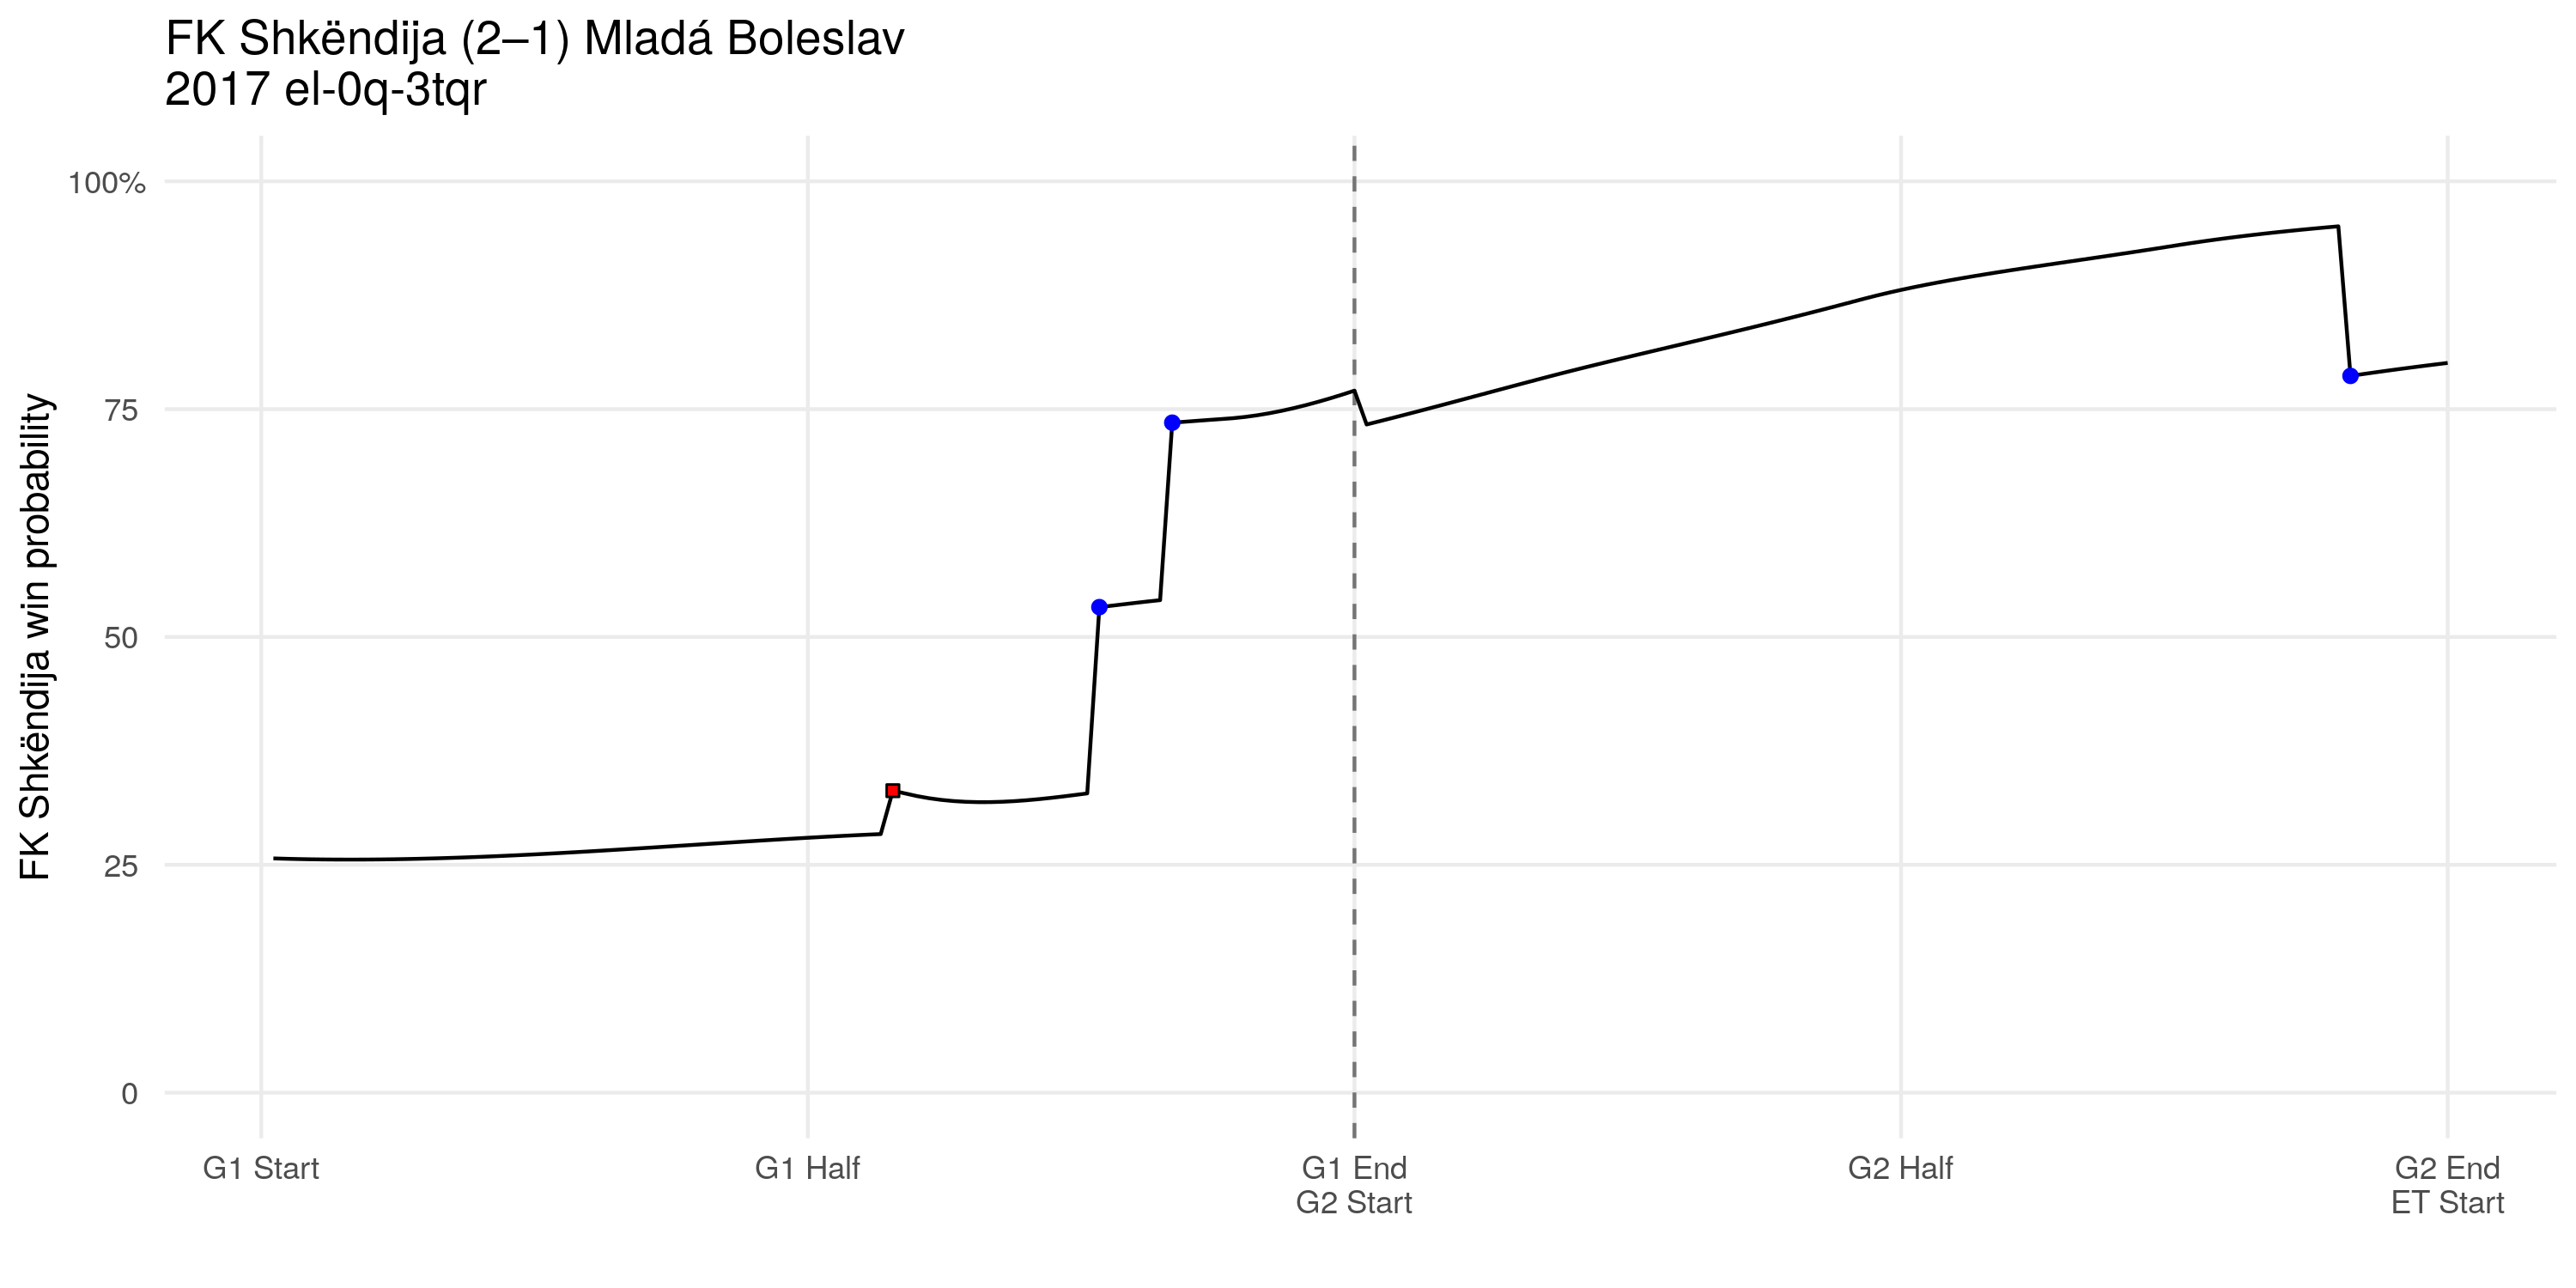 FK Shkëndija (2–1) Mladá Boleslav
2017 el-0q-3tqr
FK Shkëndija win probability
100%
75
50
25
0
G1 Start
G1 Half
G1 End
G2 Start
G2 Half
G2 End
ET Start